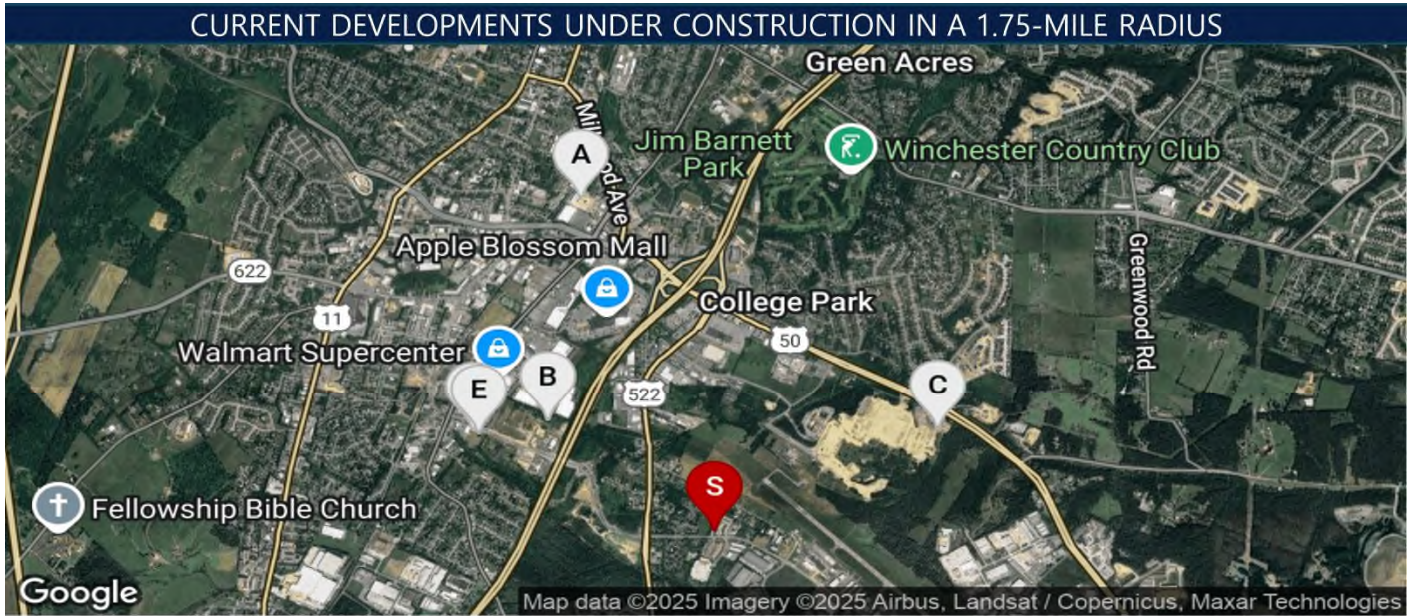 CURRENT DEVELOPMENTS UNDER CONSTRUCTION IN A 1.75-MILE RADIUS
Green Acres
Jim Barnett
Park
Winchester Country Club
A
Apple Blossom Mall
622
Greenwood Rd
11
College Park
50
Walmart Supercenter
E
B
522
C
S
Fellowship Bible Church
Google
Map data ©2025 Imagery ©2025 Airbus, Landsat / Copernicus, Maxar Technologies